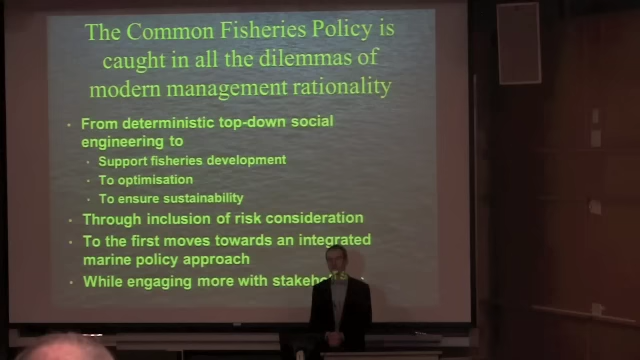 The Common Fisheries Policy is
caught in all the dilemmas of
modern management rationality
• From deterministic top-down social
engineering to
• Support fisheries development
• To optimisation
• To ensure sustainability
• Through inclusion of risk consideration
• To the first moves towards an integrated
marine policy approach
• While engaging more with